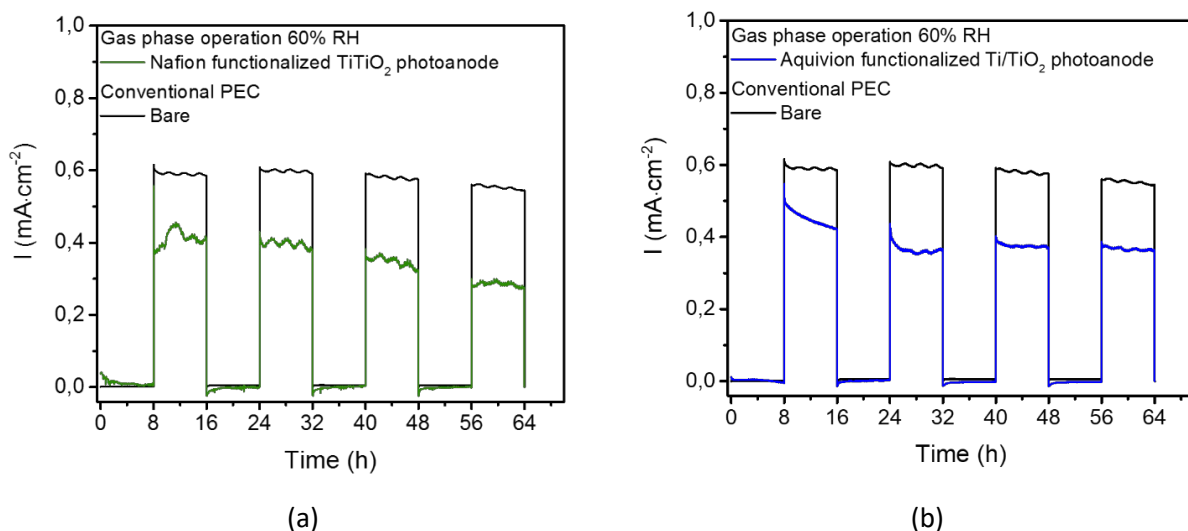 Gas phase operation 60% RH
Nafion functionalized TiTiO2 photoanode
Conventional PEC
Bare
I (mA·cm-2)
1,0
0,8
0,6
0,4
0,2
0,0
0 8 16 24 32 40 48 56 64
Time (h)
(a)
Gas phase operation 60% RH
Aquivion functionalized Ti/TiO2 photoanode
Conventional PEC
Bare
I (mA·cm-2)
1,0
0,8
0,6
0,4
0,2
0,0
0 8 16 24 32 40 48 56 64
Time (h)
(b)